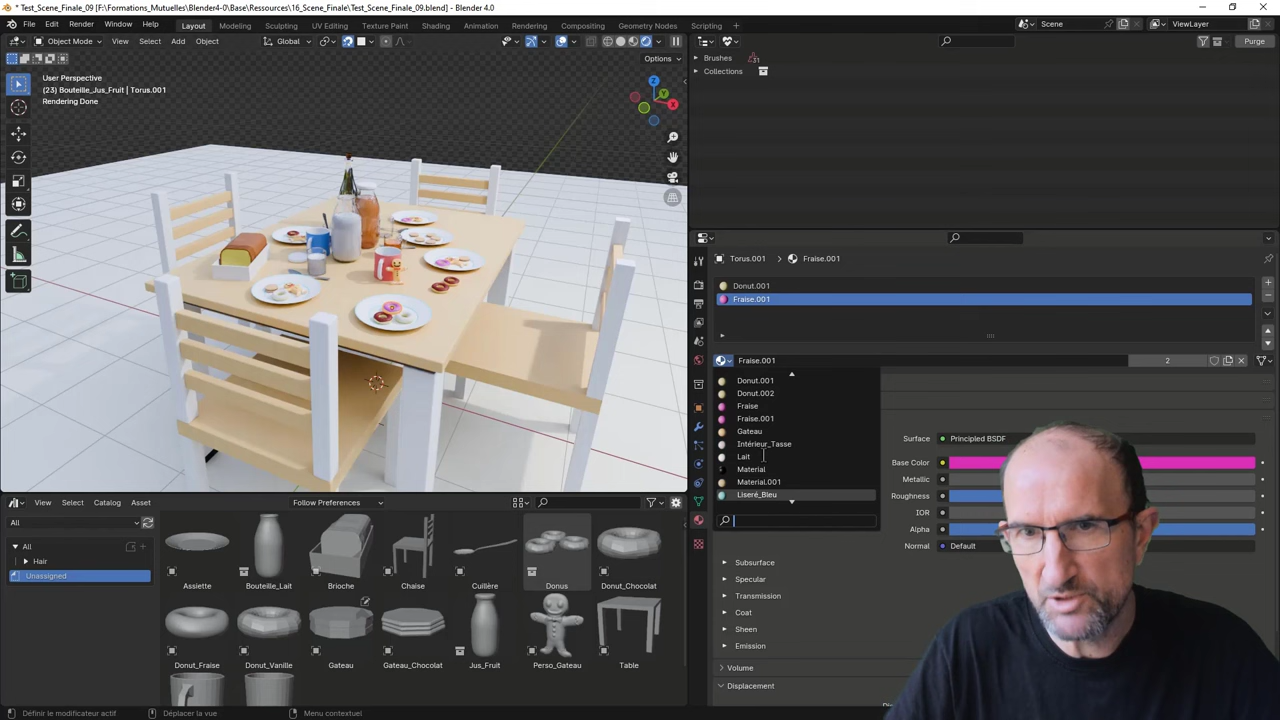 Test_Scene_Finale_09 [F:\Formations_Mutuelles\Blender4-0\Base\Ressources\16_Scene_Finale\Test_Scene_Finale_09.blend] - Blender 4.0
File Edit Render Window Help Layout Modeling Sculpting UV Editing Texture Paint Shading Animation Rendering Compositing Geometry Nodes Scripting Scene ViewLayer
Object Mode View Select Add Object Global Purge
Options
User Perspective
(23) Bouteille_Jus_Fruit | Torus.001
Rendering Done
Z
Y
X
Brushes 31
Collections
Torus.001 Fraise.001
Donut.001
Fraise.001
Fraise.001 2
Donut.001
Donut.002
Fraise
Fraise.001
Gateau
Intérieur_Tasse
Lait
Material
Material.001
Liseré_Bleu
Surface Principled BSDF
Base Color
Metallic
Roughness
IOR
Alpha
Normal Default
Subsurface
Specular
Transmission
Coat
Sheen
Emission
Volume
Displacement
View Select Catalog Asset Follow Preferences
All
All
Hair
Unassigned
Assiette Bouteille_Lait Brioche Chaise Cuillère Donus Donut_Chocolat
Donut_Fraise Donut_Vanille Gateau Gateau_Chocolat Jus_Fruit Perso_Gateau Table
Définir le modificateur actif Déplacer la vue Menu contextuel